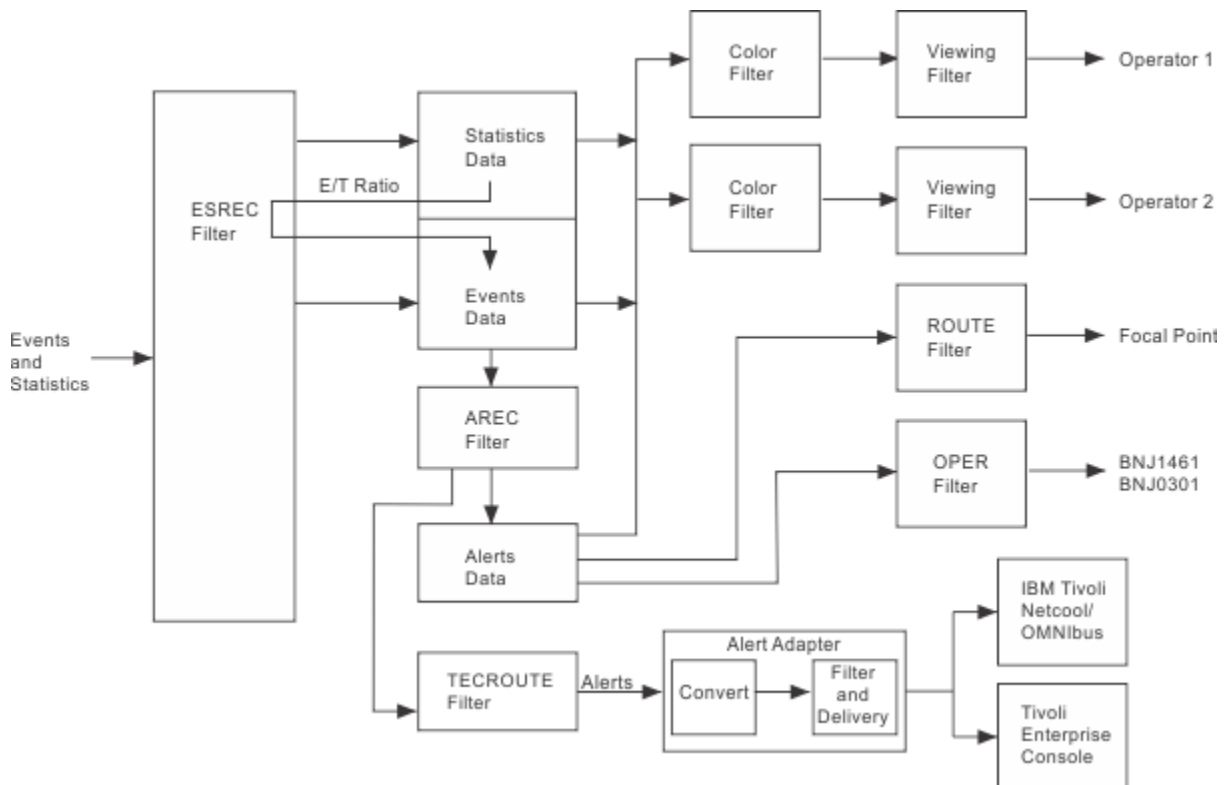 Color
Filter
Viewing
Filter
Operator 1
Statistics
Data
E/T Ratio
Color
Filter
Viewing
Filter
Operator 2
ESREC
Filter
Events
Data
ROUTE
Filter
Focal Point
Events
and
Statistics
AREC
Filter
OPER
Filter
BNJ1461
BNJ0301
Alerts
Data
IBM Tivoli
Netcool/
OMNIbus
Alert Adapter
TECROUTE
Filter
Alerts
Convert
Filter
and
Delivery
Tivoli
Enterprise
Console